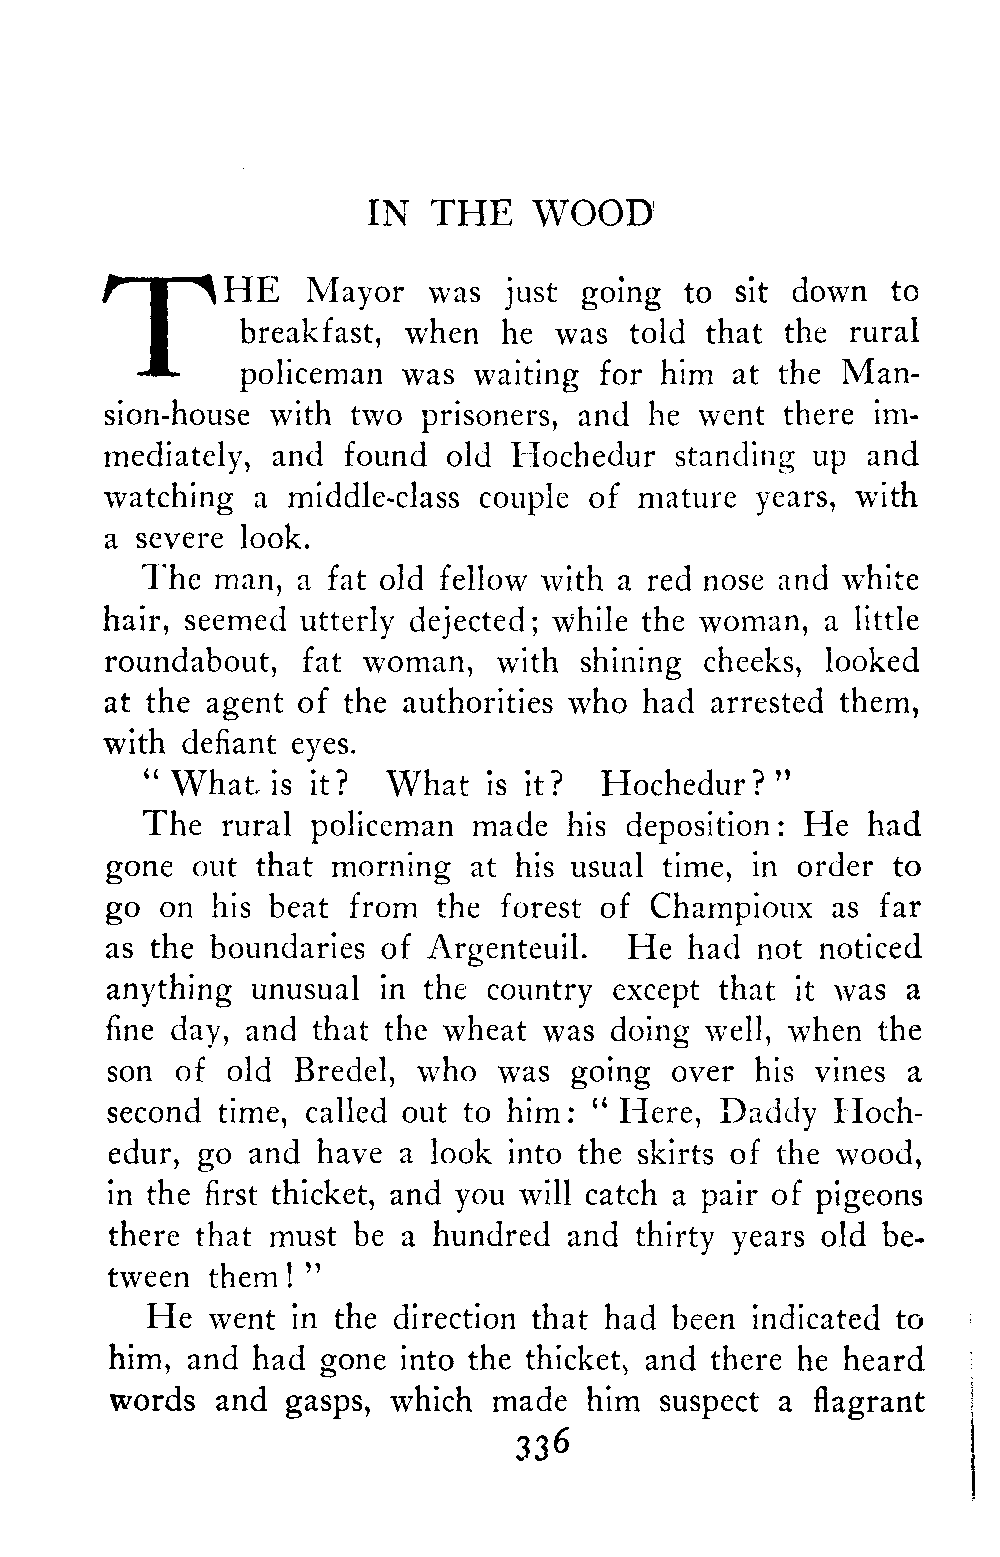 IN THE WOOD
THE Mayor was just going to sit down to
breakfast, when he was told that the rural
policeman was waiting for him at the Man-
sion-house with two prisoners, and he went there im-
mediately, and found old Hochedur standing up and
watching a middle-class couple of mature years, with
a severe look.
The man, a fat old fellow with a red nose and white
hair, seemed utterly dejected; while the woman, a little
roundabout, fat woman, with shining cheeks, looked
at the agent of the authorities who had arrested them,
with defiant eyes.
“ What is it? What is it? Hochedur? ”
The rural policeman made his deposition: He had
gone out that morning at his usual time, in order to
go on his beat from the forest of Champioux as far
as the boundaries of Argenteuil. He had not noticed
anything unusual in the country except that it was a
fine day, and that the wheat was doing well, when the
son of old Bredel, who was going over his vines a
second time, called out to him: “ Here, Daddy Hoch-
edur, go and have a look into the skirts of the wood,
in the first thicket, and you will catch a pair of pigeons
there that must be a hundred and thirty years old be-
tween them! ”
He went in the direction that had been indicated to
him, and had gone into the thicket, and there he heard
words and gasps, which made him suspect a flagrant
336